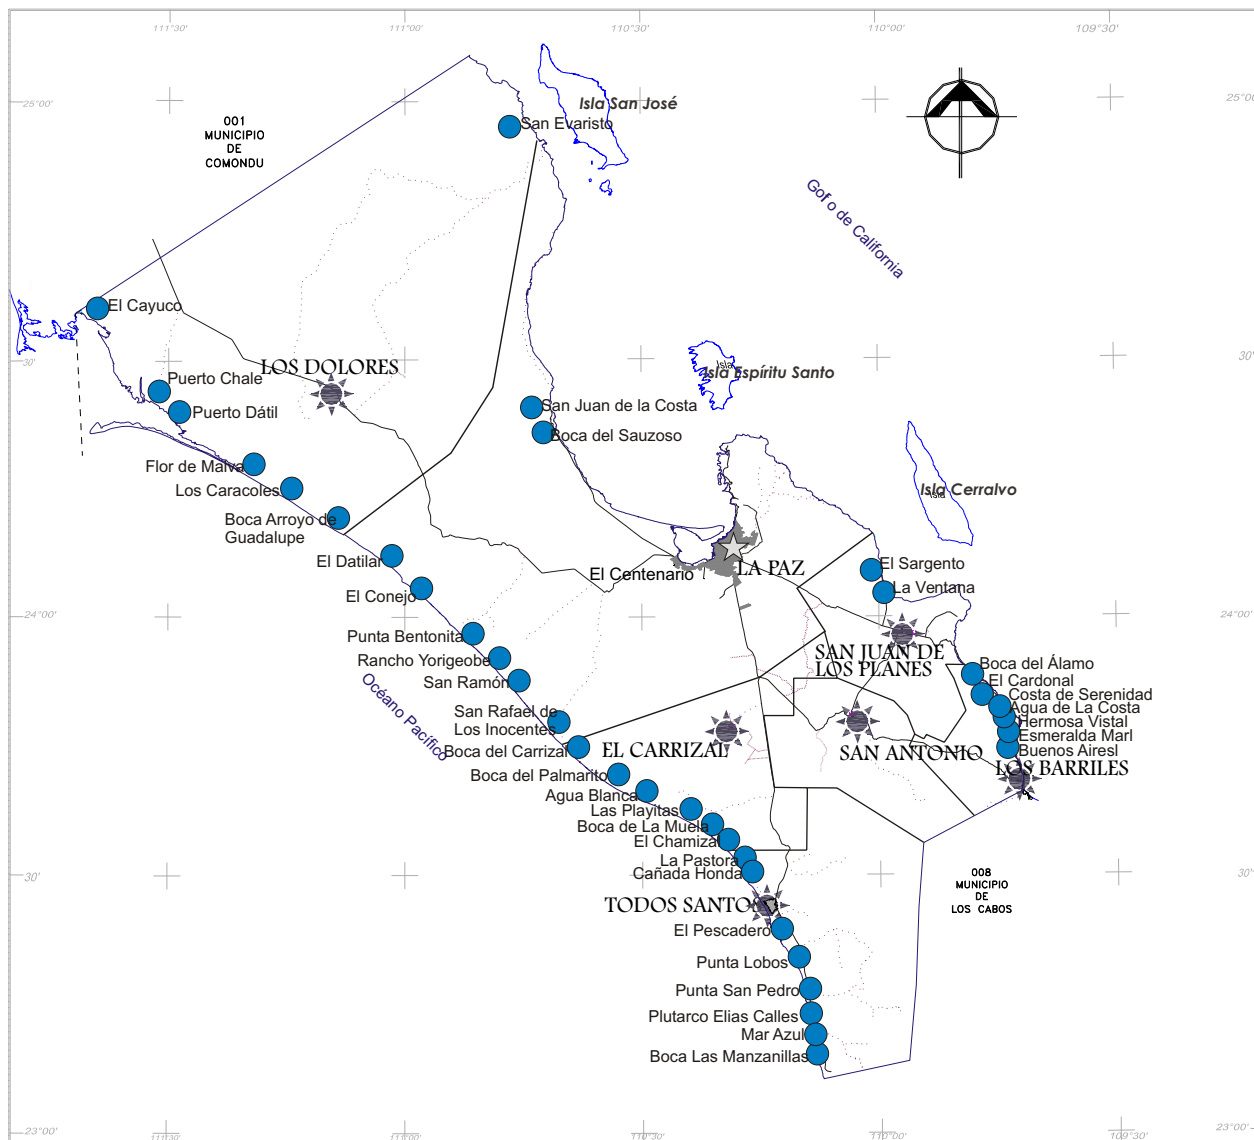 111°30'
111°00'
110°30'
110°00'
109°30'
25°00'
25°00'
Isla San José
001
MUNICIPIO
DE
COMONDU
San Evaristo
Golfo de California
El Cayuco
30'
30'
LOS DOLORES
Isla
Isla Espíritu Santo
Puerto Chale
Puerto Dátil
San Juan de la Costa
Boca del Sauzoso
Flor de Malva
Los Caracoles
Isla Cerralvo
Isla
Boca Arroyo de
Guadalupe
El Datilar
El Centenario
LA PAZ
El Sargento
La Ventana
El Conejo
24°00'
24°00'
Punta Bentonita
Rancho Yorigeobe
San Ramón
SAN JUAN DE
LOS PLANES
Boca del Álamo
El Cardonal
Costa de Serenidad
Agua de La Costa
Hermosa Vistal
Esmeralda Marl
Buenos Airesl
Océano Pacífico
San Rafael de
Los Inocentes
Boca del Carrizal
EL CARRIZAL
SAN ANTONIO
LOS BARRILES
Boca del Palmarito
Agua Blanca
Las Playitas
Boca de La Muela
El Chamizal
La Pastora
Cañada Honda
30'
30'
008
MUNICIPIO
DE
LOS CABOS
TODOS SANTOS
El Pescadero
Punta Lobos
Punta San Pedro
Plutarco Elias Calles
Mar Azul
Boca Las Manzanillas
23°00'
23°00'
111°30'
111°00'
110°30'
110°00'
109°30'